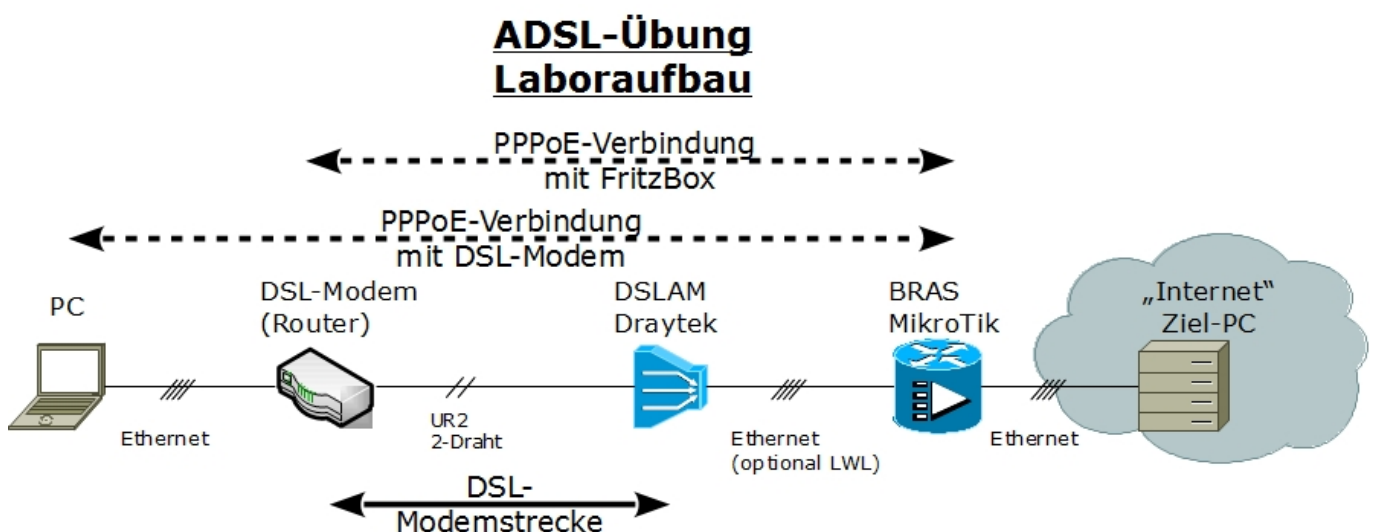 ADSL-Übung
Laboraufbau
PPPoE-Verbindung
mit FritzBox
PPPoE-Verbindung
mit DSL-Modem
PC
DSL-Modem
(Router)
DSLAM
Draytek
BRAS
MikroTik
„Internet“
Ziel-PC
Ethernet
UR2
2-Draht
Ethernet
(optional LWL)
Ethernet
DSL-
Modemstrecke